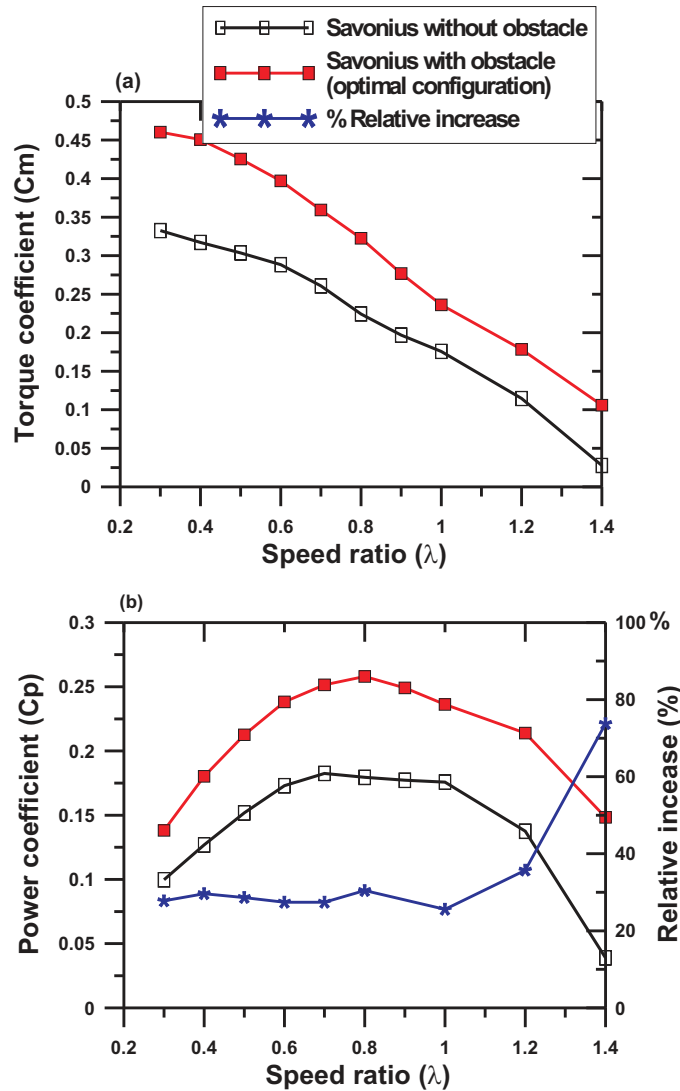 Savonius without obstacle
Savonius with obstacle
(optimal configuration)
% Relative increase
(a)
0.5
0.45
0.4
0.35
0.3
0.25
0.2
0.15
0.1
0.05
0
Torque coefficient (Cm)
0.2 0.4 0.6 0.8 1 1.2 1.4
Speed ratio (λ)
(b)
0.3
0.25
0.2
0.15
0.1
0.05
0
Power coefficient (Cp)
100 %
80
60
40
20
0
Relative incease (%)
0.2 0.4 0.6 0.8 1 1.2 1.4
Speed ratio (λ)